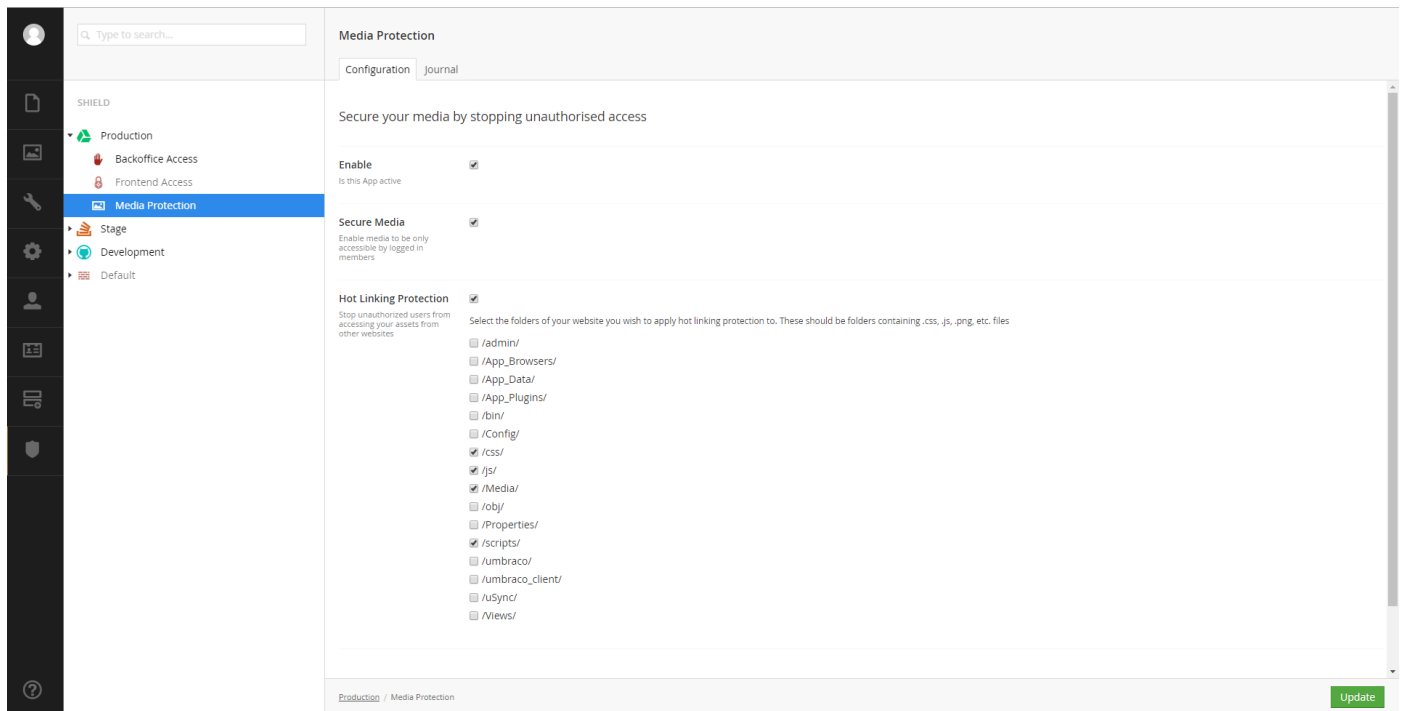 Type to search...
SHIELD
Production
Backoffice Access
Frontend Access
Media Protection
Stage
Development
Default
Media Protection
Configuration Journal
Secure your media by stopping unauthorised access
Enable
Is this App active
Secure Media
Enable media to be only
accessible by logged in
members
Hot Linking Protection
Stop unauthorized users from
accessing your assets from
other websites
Select the folders of your website you wish to apply hot linking protection to. These should be folders containing .css, .js, .png, etc. files
/admin/
/App_Browsers/
/App_Data/
/App_Plugins/
/bin/
/Config/
/css/
/js/
/Media/
/obj/
/Properties/
/scripts/
/umbraco/
/umbraco_client/
/uSync/
/Views/
Production / Media Protection
Update